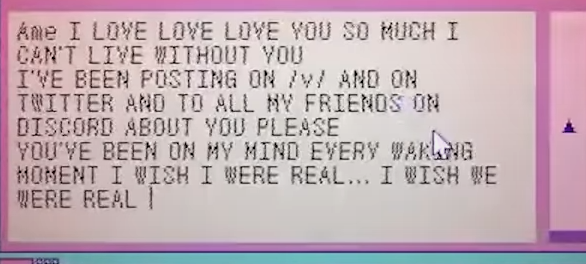 Ame I LOVE LOVE LOVE YOU SO MUCH I
CAN'T LIVE WITHOUT YOU
I'VE BEEN POSTING ON /v/ AND ON
TWITTER AND TO ALL MY FRIENDS ON
DISCORD ABOUT YOU PLEASE
YOU'VE BEEN ON MY MIND EVERY WAKING
MOMENT I WISH I WERE REAL... I WISH WE
WERE REAL